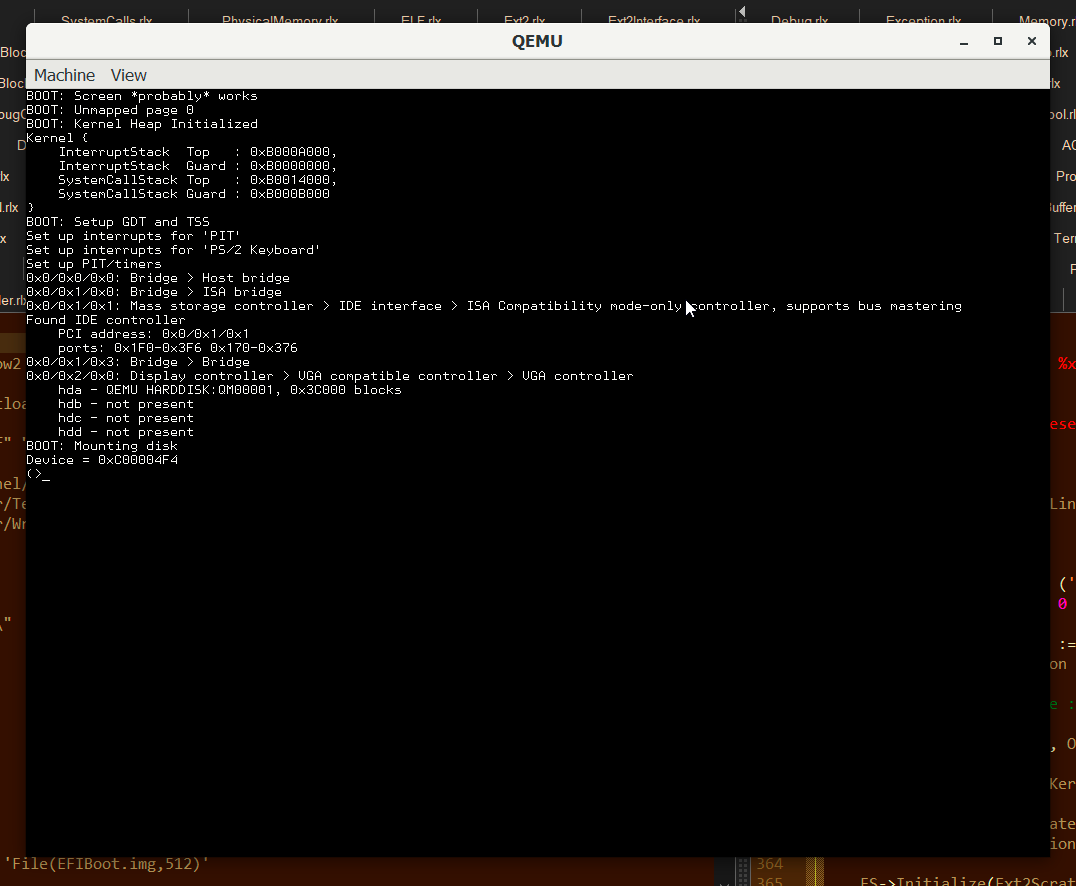 SystemCalls.rlx PhysicalMemory.rlx ELF.rlx Ext2.rlx Ext2Interface.rlx Debug.rlx Exception.rlx Memory.r
QEMU
Machine View
BOOT: Screen *probably* works
BOOT: Unmapped page 0
BOOT: Kernel Heap Initialized
Kernel {
    InterruptStack  Top   : 0xB000A000,
    InterruptStack  Guard : 0xB0000000,
    SystemCallStack Top   : 0xB0014000,
    SystemCallStack Guard : 0xB000B000
}
BOOT: Setup GDT and TSS
Set up interrupts for 'PIT'
Set up interrupts for 'PS/2 Keyboard'
Set up PIT/timers
0x0/0x0/0x0: Bridge > Host bridge
0x0/0x1/0x0: Bridge > ISA bridge
0x0/0x1/0x1: Mass storage controller > IDE interface > ISA Compatibility mode-only controller, supports bus mastering
Found IDE controller
    PCI address: 0x0/0x1/0x1
    ports: 0x1F0-0x3F6 0x170-0x376
0x0/0x1/0x3: Bridge > Bridge
0x0/0x2/0x0: Display controller > VGA compatible controller > VGA controller
    hda - QEMU HARDDISK:QM00001, 0x3C000 blocks
    hdb - not present
    hdc - not present
    hdd - not present
BOOT: Mounting disk
Device = 0xC00004F4
(>_
'File(EFIBoot.img,512)'
364
365
FS->Initialize(Ext2Scrat